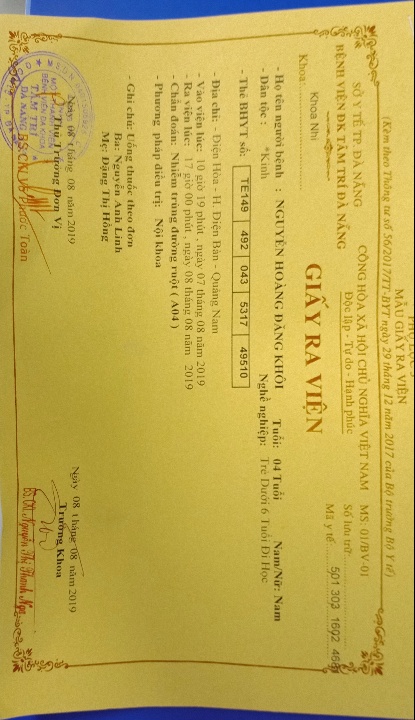 PHỤ LỤC 3
MẪU GIẤY RA VIỆN
(Kèm theo Thông tư số 56/2017/TT-BYT ngày 29 tháng 12 năm 2017 của Bộ trưởng Bộ Y tế)
SỞ Y TẾ TP. ĐÀ NẴNG
BỆNH VIỆN ĐK TÂM TRÍ ĐÀ NẴNG
Khoa: Khoa Nhi
CỘNG HÒA XÃ HỘI CHỦ NGHĨA VIỆT NAM
Độc lập - Tự do - Hạnh phúc
MS: 01/BV-01
Số lưu trữ
Mã y tế 501 303 1602 4681
GIẤY RA VIỆN
- Họ tên người bệnh : NGUYỄN HOÀNG ĐĂNG KHÔI Tuổi: 04 Tuổi Nam/Nữ: Nam
- Dân tộc : *Kinh Nghề nghiệp: Trẻ Dưới 6 Tuổi Đi Học
- Thẻ BHYT số: TE149 492 043 5317 49510
- Địa chỉ: - Điện Hòa - H. Điện Bàn - Quảng Nam
- Vào viện lúc: 10 giờ 19 phút , ngày 07 tháng 08 năm 2019
- Ra viện lúc: 17 giờ 00 phút , ngày 08 tháng 08 năm 2019
- Chẩn đoán: Nhiễm trùng đường ruột ( A04 )
- Phương pháp điều trị: Nội khoa
- Ghi chú: Uống thuốc theo đơn
Ba: Nguyễn Anh Linh
Mẹ: Đặng Thị Hồng
Ngày 08 tháng 08 năm 2019
Thủ Trưởng Đơn Vị
MỘT THÀNH VIÊN
BỆNH VIỆN ĐA KHOA
TÂM TRÍ
ĐÀ NẴNG
BS.CKI Võ Phước Toàn
Ngày 08 tháng 08 năm 2019
Trưởng Khoa
BS.CKI. Nguyễn Thị Thanh Nga